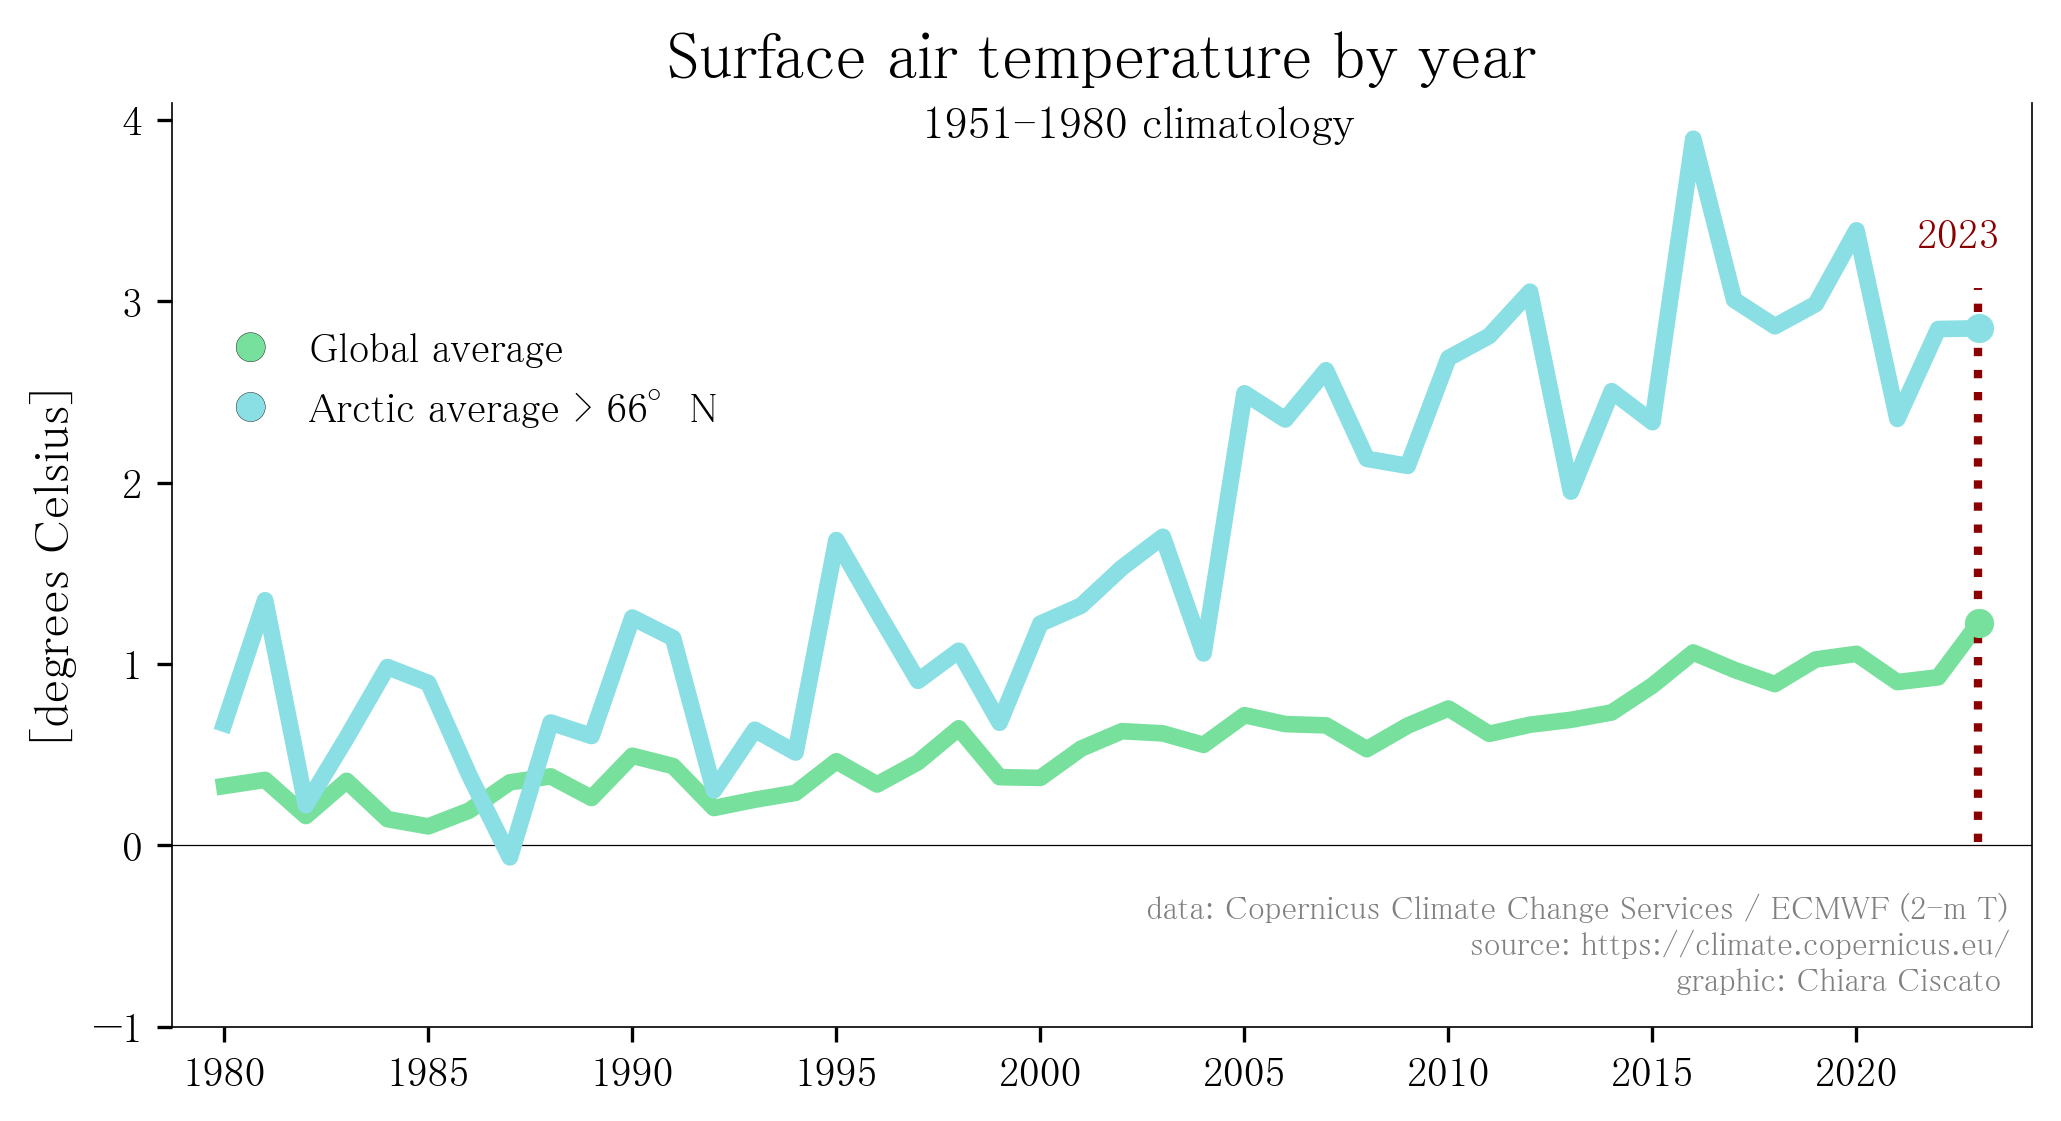 Surface air temperature by year
1951–1980 climatology
4
3
2
1
0
−1
[degrees Celsius]
Global average
Arctic average > 66° N
2023
data: Copernicus Climate Change Services / ECMWF (2–m T)
source: https://climate.copernicus.eu/
graphic: Chiara Ciscato
1980 1985 1990 1995 2000 2005 2010 2015 2020